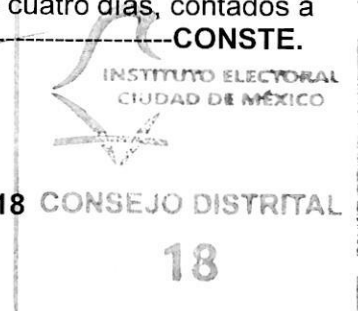 cuatro días, contados a
-----------------------CONSTE.
INSTITUTO ELECTORAL
CIUDAD DE MÉXICO
18 CONSEJO DISTRITAL
18